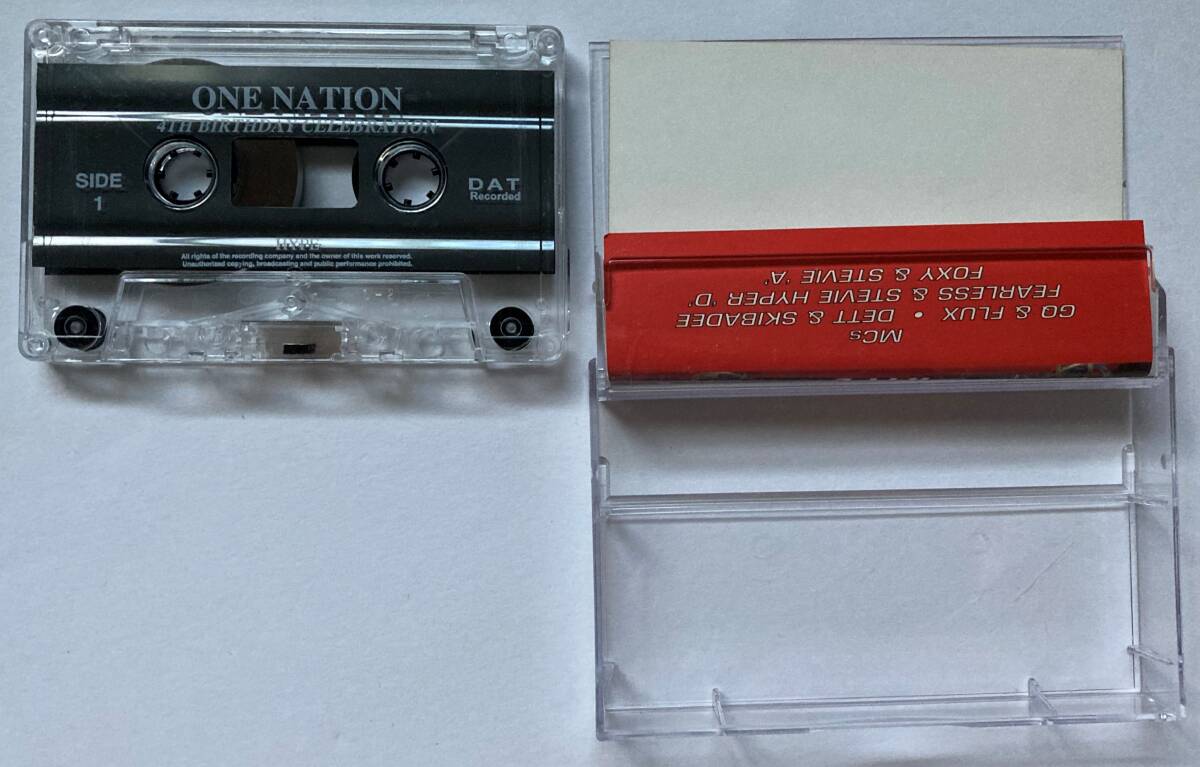 ONE NATION
4TH BIRTHDAY CELEBRATION
SIDE
1
DAT
Recorded
HYPE
All rights of the recording company and the owner of this work reserved.
Unauthorized copying, broadcasting and public performance prohibited.
MCs
GQ & FLUX • DETT & SKIBADEE
FEARLESS & STEVIE HYPER 'D'
FOXY & STEVIE 'A'